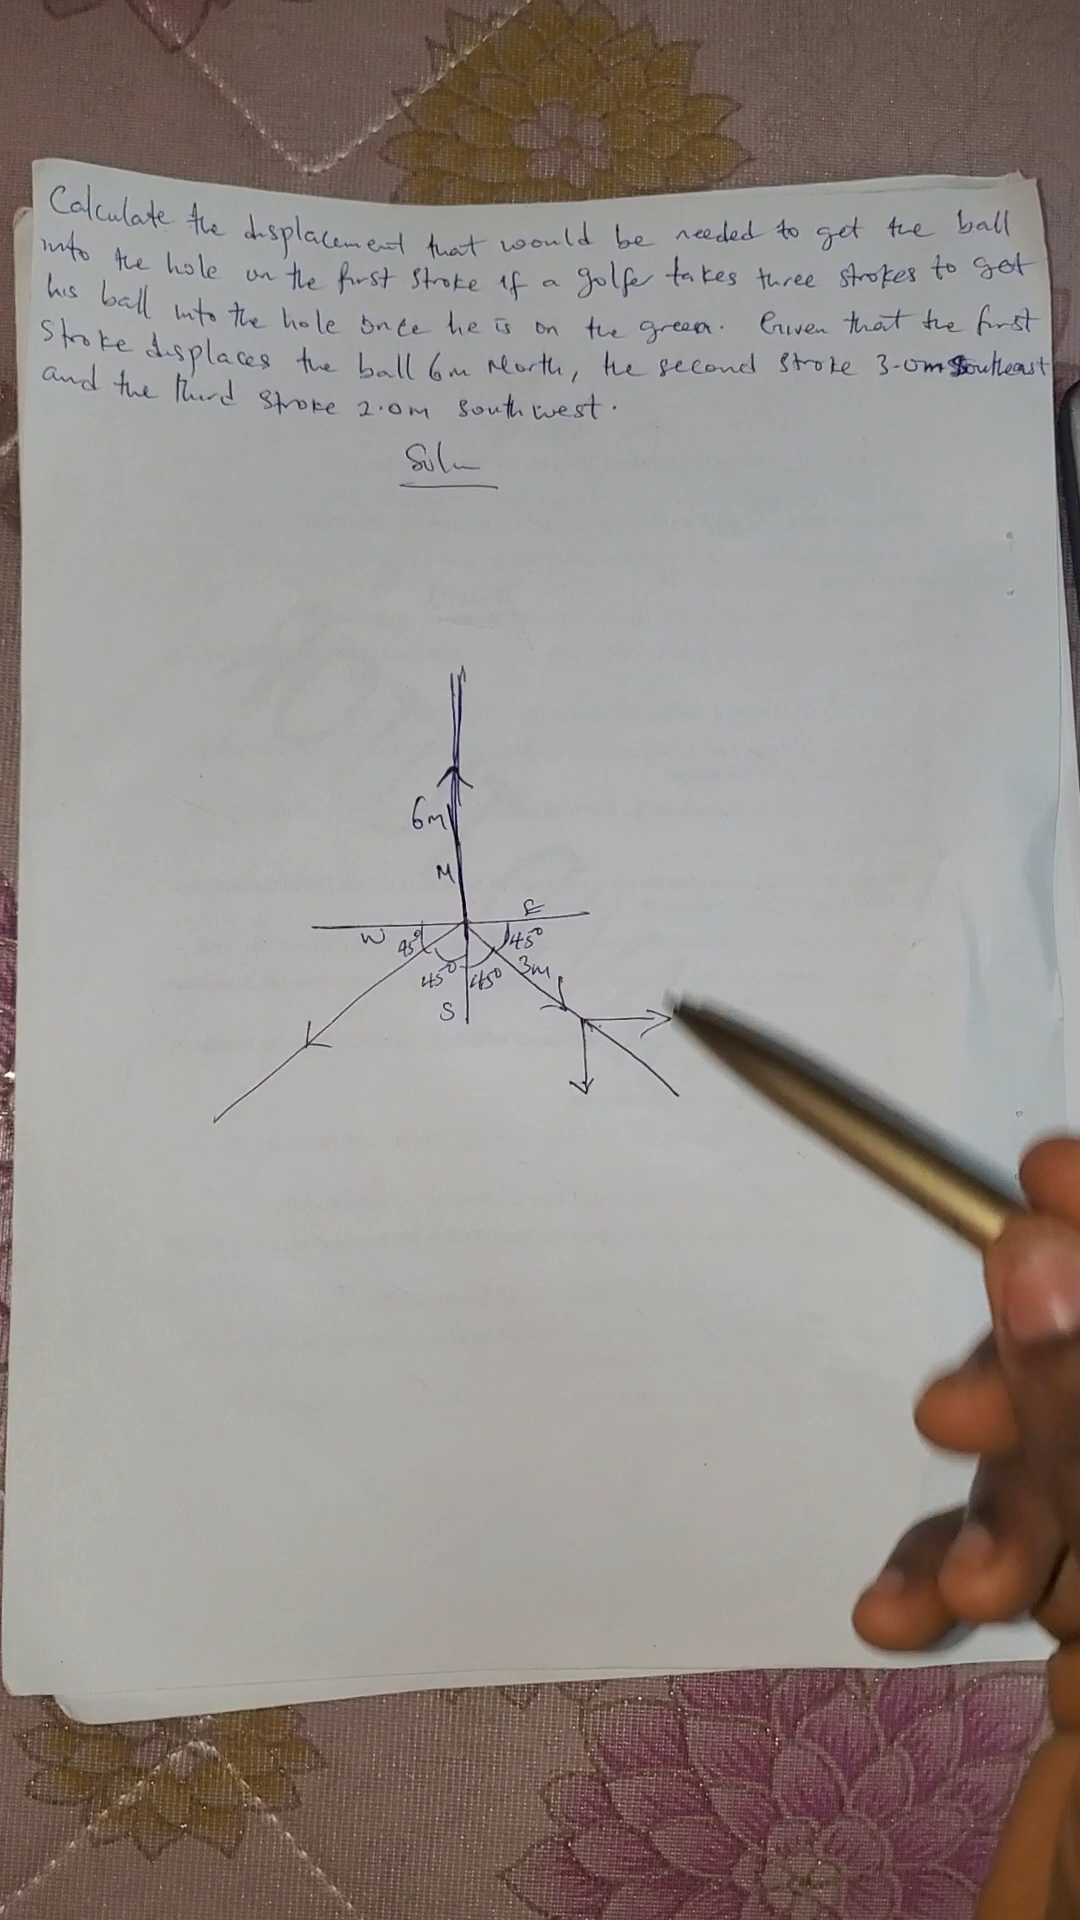 Calculate the displacement that would be needed to get the ball
into the hole on the first stroke if a golfer takes three strokes to get
his ball into the hole once he is on the green. Given that the first
stroke displaces the ball 6m North, the second stroke 3.0m Southeast
and the third stroke 2.0m southwest.
Soln
6m
N
E
W
45°
45°
45°
45°
3m
S